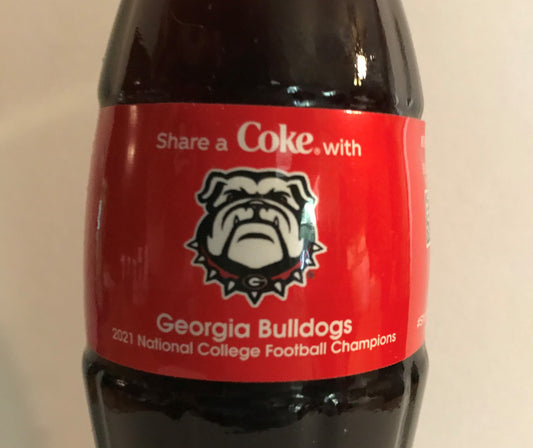 Share a Coke® with
G
Georgia Bulldogs
2021 National College Football Champions